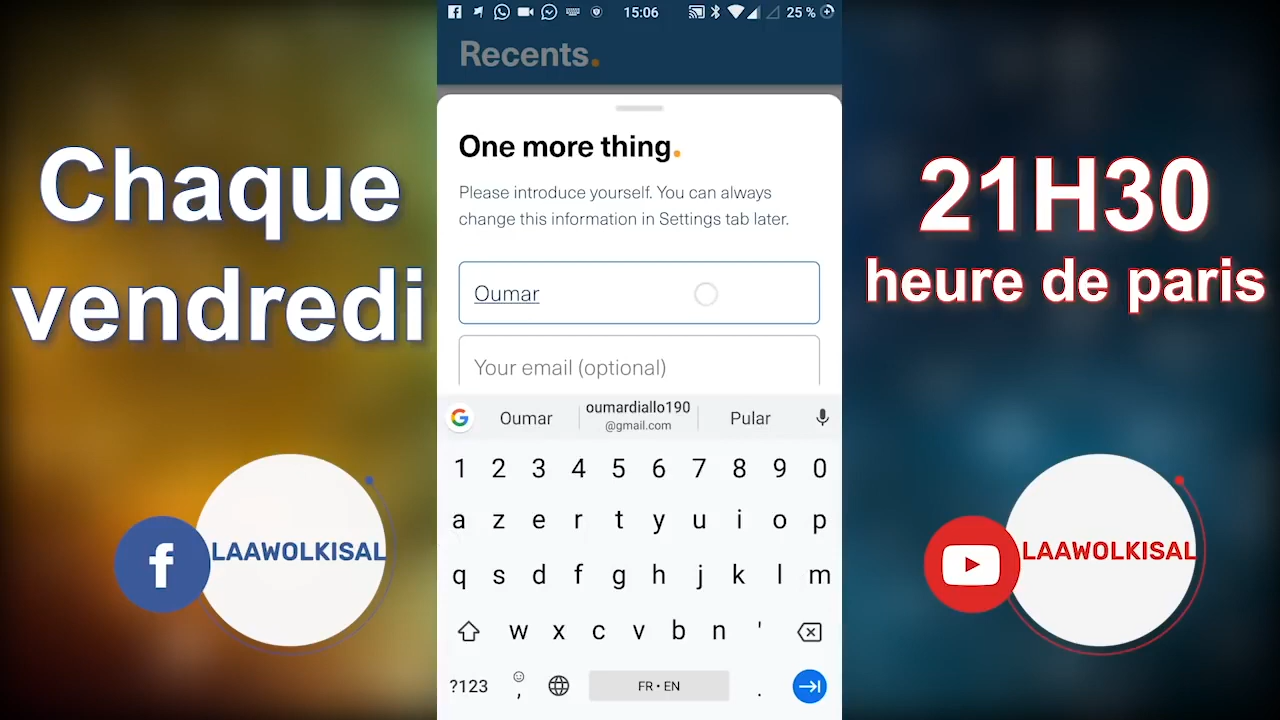 Chaque
vendredi
LAAWOLKISAL
15:06
25 %
Recents.
One more thing.
Please introduce yourself. You can always
change this information in Settings tab later.
Oumar
Your email (optional)
Oumar
oumardiallo190
@gmail.com
Pular
1 2 3 4 5 6 7 8 9 0
a z e r t y u i o p
q s d f g h j k l m
w x c v b n '
?123 , FR • EN .
21H30
heure de paris
LAAWOLKISAL